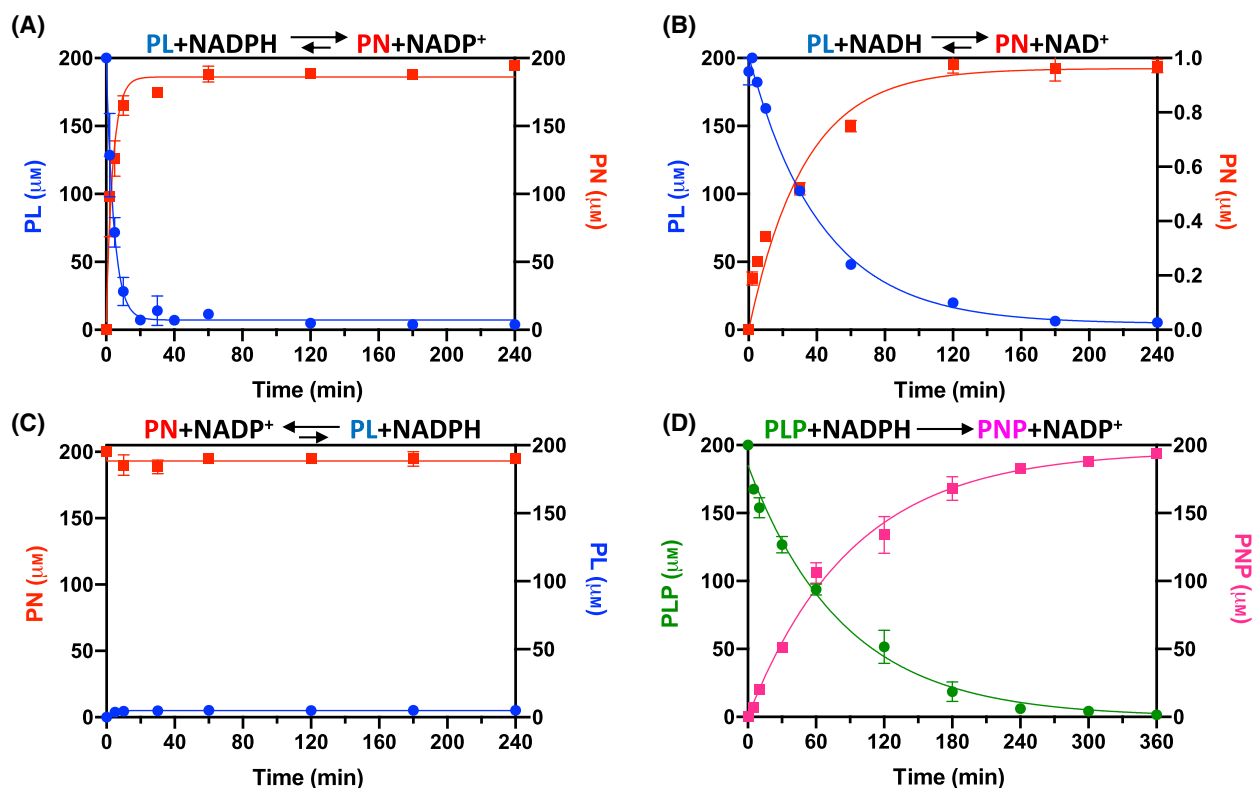 (A)
PL+NADPH ⇄ PN+NADP⁺
200
150
100
50
0
PL (μM)
200
150
100
50
0
PN (μM)
0 40 80 120 160 200 240
Time (min)
(B)
PL+NADH ⇄ PN+NAD⁺
200
150
100
50
0
PL (μM)
1.0
0.8
0.6
0.4
0.2
0.0
PN (μM)
0 40 80 120 160 200 240
Time (min)
(C)
PN+NADP⁺ ⇆ PL+NADPH
200
150
100
50
0
PN (μM)
200
150
100
50
0
PL (μM)
0 40 80 120 160 200 240
Time (min)
(D)
PLP+NADPH → PNP+NADP⁺
200
150
100
50
0
PLP (μM)
200
150
100
50
0
PNP (μM)
0 60 120 180 240 300 360
Time (min)